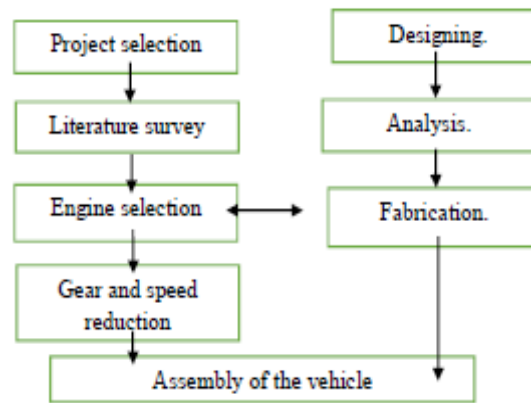 Project selection
Literature survey
Engine selection
Gear and speed
reduction
Designing.
Analysis.
Fabrication.
Assembly of the vehicle